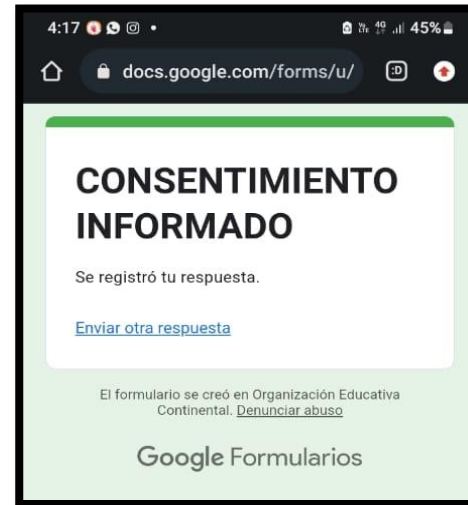 4:17
4G
45%
docs.google.com/forms/u/
:D
CONSENTIMIENTO
INFORMADO
Se registró tu respuesta.
Enviar otra respuesta
El formulario se creó en Organización Educativa
Continental. Denunciar abuso
Google Formularios